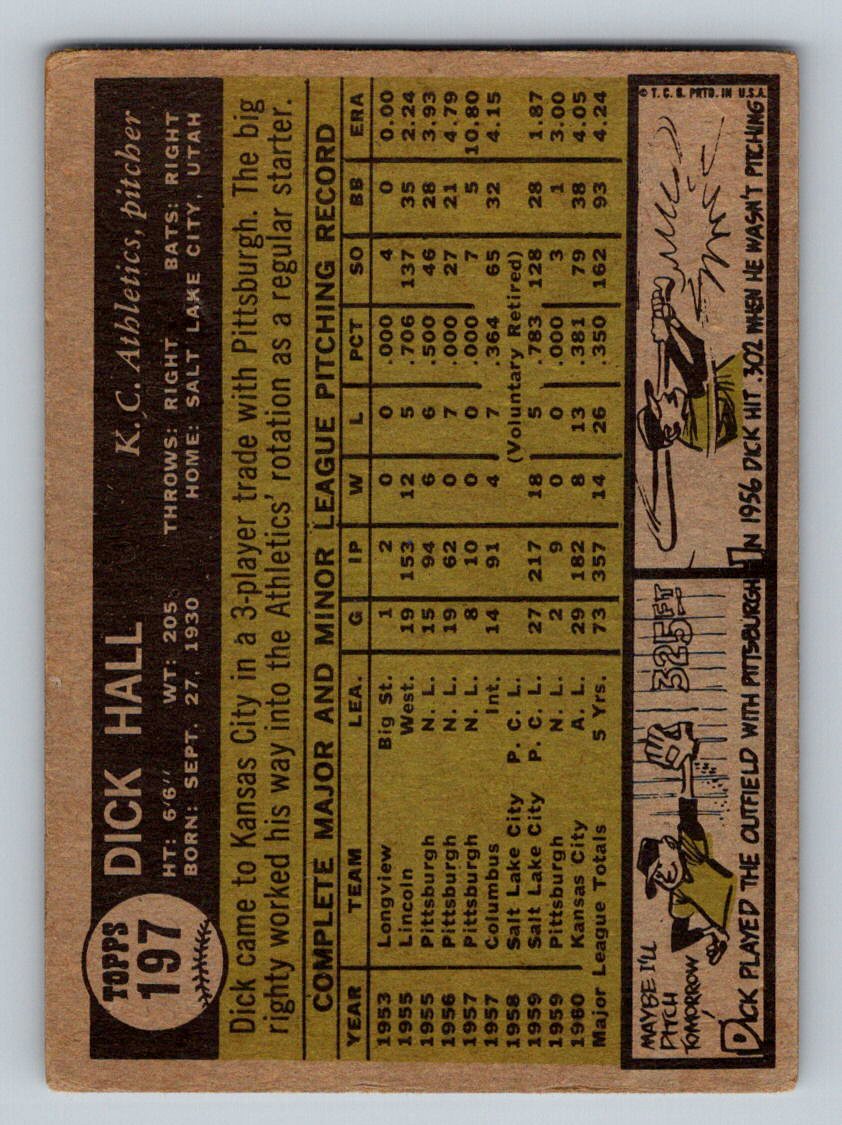 TOPPS
197
DICK HALL
K.C. Athletics, pitcher
HT: 6'6" WT: 205 THROWS: RIGHT BATS: RIGHT
BORN: SEPT. 27, 1930 HOME: SALT LAKE CITY, UTAH
Dick came to Kansas City in a 3-player trade with Pittsburgh. The big
righty worked his way into the Athletics' rotation as a regular starter.
COMPLETE MAJOR AND MINOR LEAGUE PITCHING RECORD
YEAR TEAM LEA. G IP W L PCT SO BB ERA
1953 Longview Big St. 1 2 0 0 .000 4 0 0.00
1955 Lincoln West. 19 153 12 5 .706 137 35 2.24
1955 Pittsburgh N. L. 15 94 6 6 .500 46 28 3.93
1956 Pittsburgh N. L. 19 62 0 7 .000 27 21 4.79
1957 Pittsburgh N. L. 8 10 0 0 .000 7 5 10.80
1957 Columbus Int. 14 91 4 7 .364 65 32 4.15
1958 Salt Lake City P. C. L. (Voluntary Retired)
1959 Salt Lake City P. C. L. 27 217 18 5 .783 128 28 1.87
1959 Pittsburgh N. L. 2 9 0 0 .000 3 1 3.00
1960 Kansas City A. L. 29 182 8 13 .381 79 38 4.05
Major League Totals 5 Yrs. 73 357 14 26 .350 162 93 4.24
MAYBE I'LL
PITCH
TOMORROW
325 FT
DICK PLAYED THE OUTFIELD WITH PITTSBURGH
© T. C. G. PRTD. IN U.S.A.
IN 1956 DICK HIT .302 WHEN HE WASN'T PITCHING